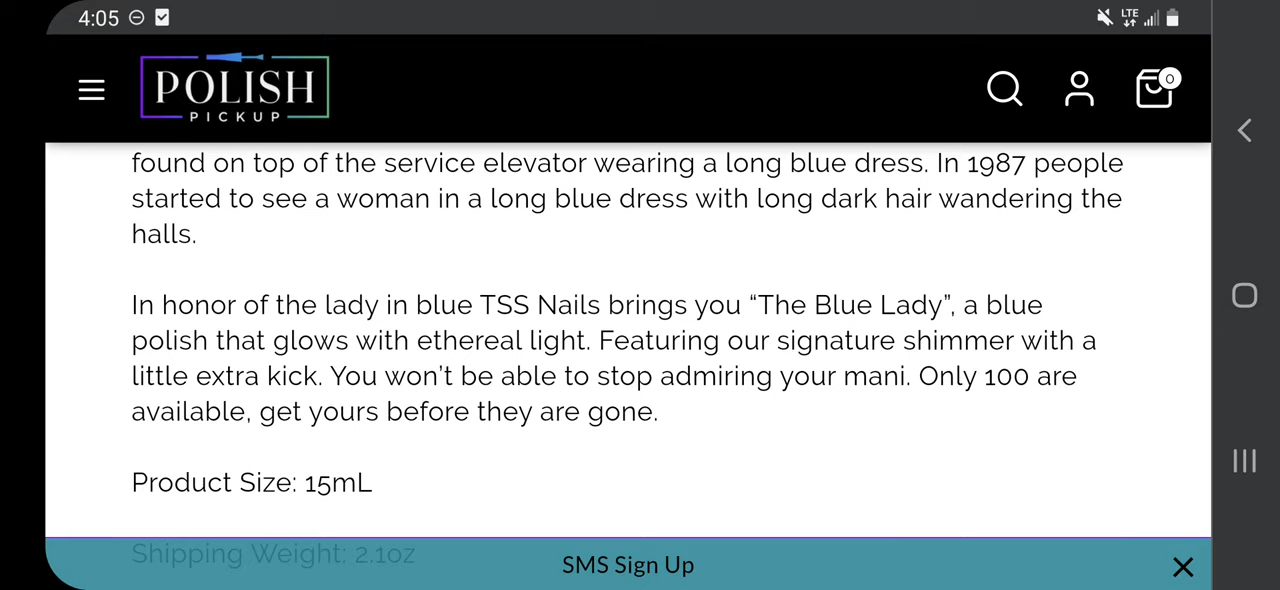 4:05
LTE
POLISH
PICKUP
0
found on top of the service elevator wearing a long blue dress. In 1987 people
started to see a woman in a long blue dress with long dark hair wandering the
halls.
In honor of the lady in blue TSS Nails brings you “The Blue Lady”, a blue
polish that glows with ethereal light. Featuring our signature shimmer with a
little extra kick. You won’t be able to stop admiring your mani. Only 100 are
available, get yours before they are gone.
Product Size: 15mL
Shipping Weight: 2.1oz
SMS Sign Up